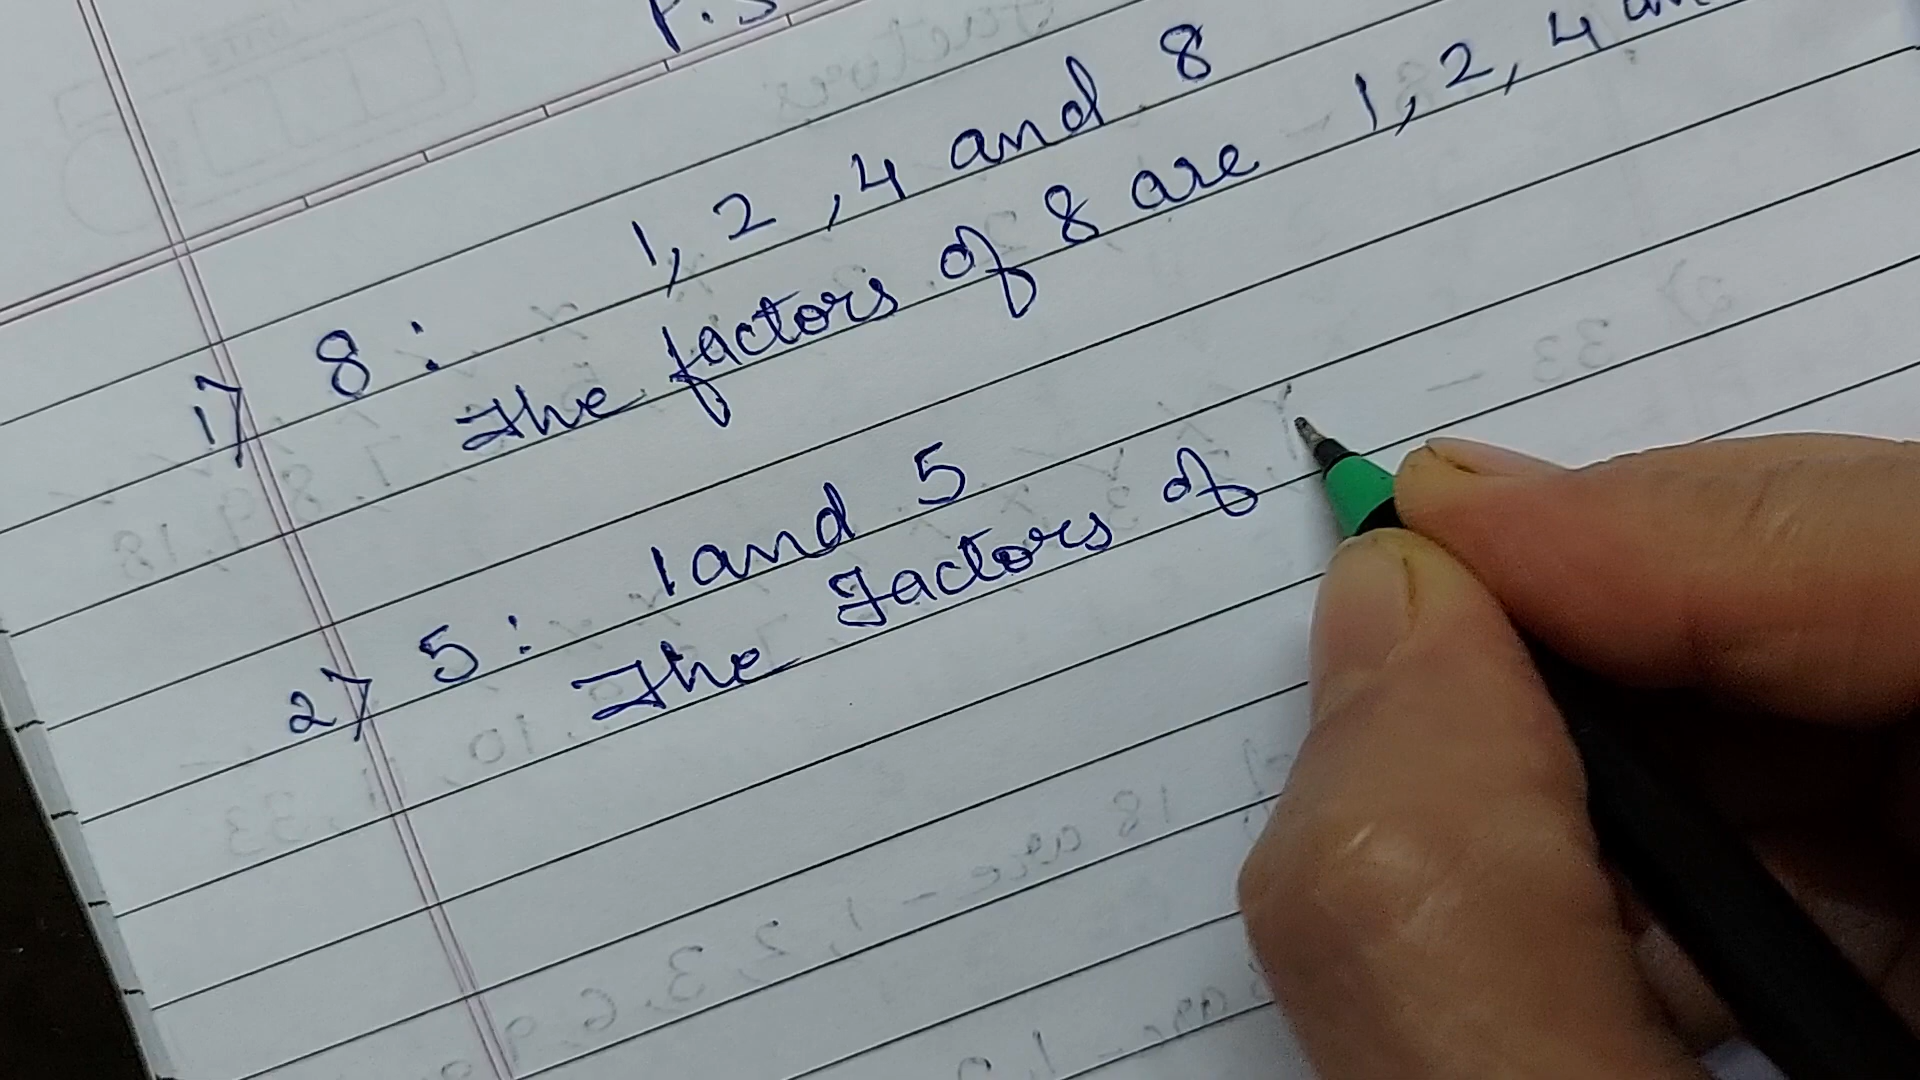 P.S
1) 8 : 1, 2, 4 and 8
The factors of 8 are - 1, 2, 4 an
2) 5 : 1 and 5
The Factors of